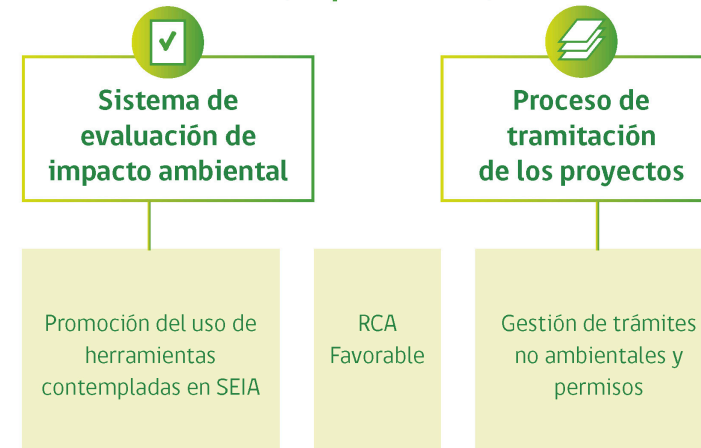 Sistema de
evaluación de
impacto ambiental
Proceso de
tramitación
de los proyectos
Promoción del uso de
herramientas
contempladas en SEIA
RCA
Favorable
Gestión de trámites
no ambientales y
permisos